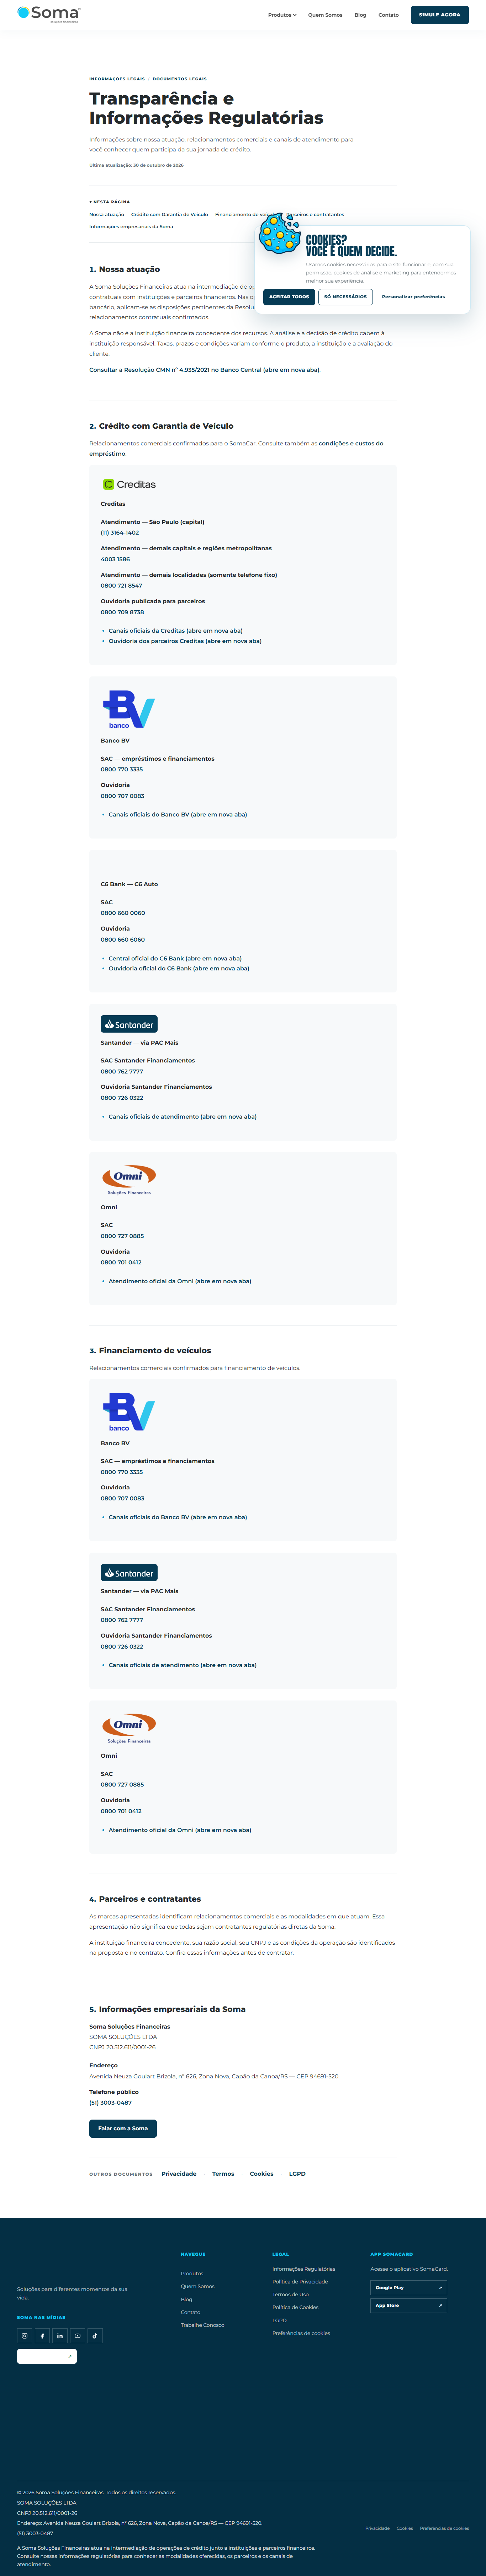 Soma
Produtos
Quem Somos
Blog
Contato
SIMULE AGORA
INFORMAÇÕES LEGAIS / DOCUMENTOS LEGAIS
Transparência e
Informações Regulatórias
Informações sobre nossa atuação, relacionamentos comerciais e canais de atendimento para
você conhecer quem participa da sua jornada de crédito.
Última atualização: 30 de outubro de 2026
NESTA PÁGINA
Nossa atuação
Crédito com Garantia de Veículo
Financiamento de
Parceiros e contratantes
Informações empresariais da Soma
COOKIES?
VOCÊ É QUEM DECIDE.
Usamos cookies necessários para o site funcionar e, com sua
permissão, cookies de análise e marketing para entendermos
melhor sua experiência.
ACEITAR TODOS
SÓ NECESSÁRIOS
Personalizar preferências
1. Nossa atuação
A Soma Soluções Financeiras atua na intermediação de
contratuais com instituições e parceiros financeiros. Nas
bancário, aplicam-se as disposições pertinentes da
relacionamentos contratuais confirmados.
A Soma não é a instituição financeira concedente dos recursos. A análise e a decisão de crédito cabem à
instituição responsável. Taxas, prazos e condições variam conforme o produto, a instituição e a avaliação do
cliente.
Consultar a Resolução CMN nº 4.935/2021 no Banco Central (abre em nova aba).
2. Crédito com Garantia de Veículo
Relacionamentos comerciais confirmados para o SomaCar. Consulte também as condições e custos do
empréstimo.
Creditas
Creditas
Atendimento — São Paulo (capital)
(11) 3164-1402
Atendimento — demais capitais e regiões metropolitanas
4003 1586
Atendimento — demais localidades (somente telefone fixo)
0800 721 8547
Ouvidoria publicada para parceiros
0800 709 8738
• Canais oficiais da Creditas (abre em nova aba)
• Ouvidoria dos parceiros Creditas (abre em nova aba)
BV
banco
Banco BV
SAC — empréstimos e financiamentos
0800 770 3335
Ouvidoria
0800 707 0083
• Canais oficiais do Banco BV (abre em nova aba)
C6 Bank — C6 Auto
SAC
0800 660 0060
Ouvidoria
0800 660 6060
• Central oficial do C6 Bank (abre em nova aba)
• Ouvidoria oficial do C6 Bank (abre em nova aba)
Santander
Santander — via PAC Mais
SAC Santander Financiamentos
0800 762 7777
Ouvidoria Santander Financiamentos
0800 726 0322
• Canais oficiais de atendimento (abre em nova aba)
Omni
Soluções Financeiras
Omni
SAC
0800 727 0885
Ouvidoria
0800 701 0412
• Atendimento oficial da Omni (abre em nova aba)
3. Financiamento de veículos
Relacionamentos comerciais confirmados para financiamento de veículos.
BV
banco
Banco BV
SAC — empréstimos e financiamentos
0800 770 3335
Ouvidoria
0800 707 0083
• Canais oficiais do Banco BV (abre em nova aba)
Santander
Santander — via PAC Mais
SAC Santander Financiamentos
0800 762 7777
Ouvidoria Santander Financiamentos
0800 726 0322
• Canais oficiais de atendimento (abre em nova aba)
Omni
Soluções Financeiras
Omni
SAC
0800 727 0885
Ouvidoria
0800 701 0412
• Atendimento oficial da Omni (abre em nova aba)
4. Parceiros e contratantes
As marcas apresentadas identificam relacionamentos comerciais e as modalidades em que atuam. Essa
apresentação não significa que todas sejam contratantes regulatórias diretas da Soma.
A instituição financeira concedente, sua razão social, seu CNPJ e as condições da operação são identificados
na proposta e no contrato. Confira essas informações antes de contratar.
5. Informações empresariais da Soma
Soma Soluções Financeiras
SOMA SOLUÇÕES LTDA
CNPJ 20.512.611/0001-26
Endereço
Avenida Neuza Goulart Brizola, nº 626, Zona Nova, Capão da Canoa/RS — CEP 94691-520.
Telefone público
(51) 3003-0487
Falar com a Soma
OUTROS DOCUMENTOS
Privacidade
Termos
Cookies
LGPD
Soluções para diferentes momentos da sua
vida.
SOMA NAS MÍDIAS
NAVEGUE
Produtos
Quem Somos
Blog
Contato
Trabalhe Conosco
LEGAL
Informações Regulatórias
Política de Privacidade
Termos de Uso
Política de Cookies
LGPD
Preferências de cookies
APP SOMACARD
Acesse o aplicativo SomaCard.
Google Play
App Store
© 2026 Soma Soluções Financeiras. Todos os direitos reservados.
SOMA SOLUÇÕES LTDA
CNPJ 20.512.611/0001-26
Endereço: Avenida Neuza Goulart Brizola, nº 626, Zona Nova, Capão da Canoa/RS — CEP 94691-520.
(51) 3003-0487
Privacidade
Cookies
Preferências de cookies
A Soma Soluções Financeiras atua na intermediação de operações de crédito junto a instituições e parceiros financeiros.
Consulte nossas informações regulatórias para conhecer as modalidades oferecidas, os parceiros e os canais de
atendimento.